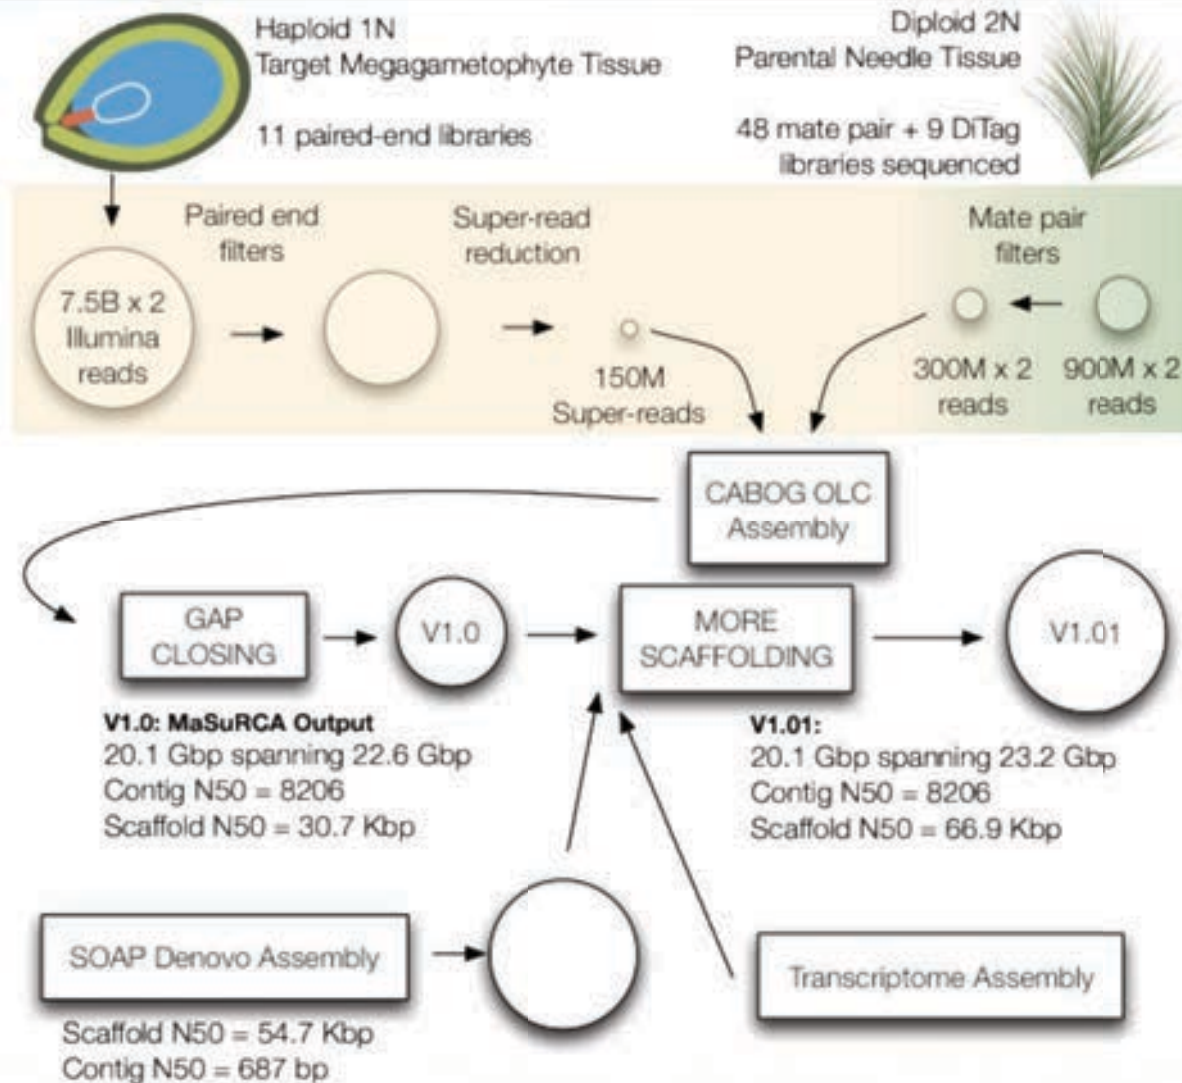 Haploid 1N
Target Megagametophyte Tissue
11 paired-end libraries
Diploid 2N
Parental Needle Tissue
48 mate pair + 9 DiTag
libraries sequenced
Paired end
filters
Super-read
reduction
Mate pair
filters
7.5B x 2
Illumina
reads
150M
Super-reads
300M x 2
reads
900M x 2
reads
CABOG OLC
Assembly
GAP
CLOSING
V1.0
MORE
SCAFFOLDING
V1.01
V1.0: MaSuRCA Output
20.1 Gbp spanning 22.6 Gbp
Contig N50 = 8206
Scaffold N50 = 30.7 Kbp
V1.01:
20.1 Gbp spanning 23.2 Gbp
Contig N50 = 8206
Scaffold N50 = 66.9 Kbp
SOAP Denovo Assembly
Transcriptome Assembly
Scaffold N50 = 54.7 Kbp
Contig N50 = 687 bp